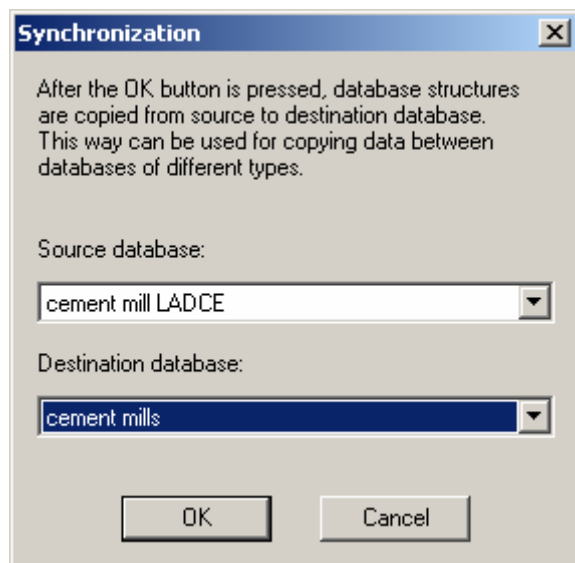 Synchronization
After the OK button is pressed, database structures
are copied from source to destination database.
This way can be used for copying data between
databases of different types.
Source database:
cement mill LADCE
Destination database:
cement mills
OK Cancel